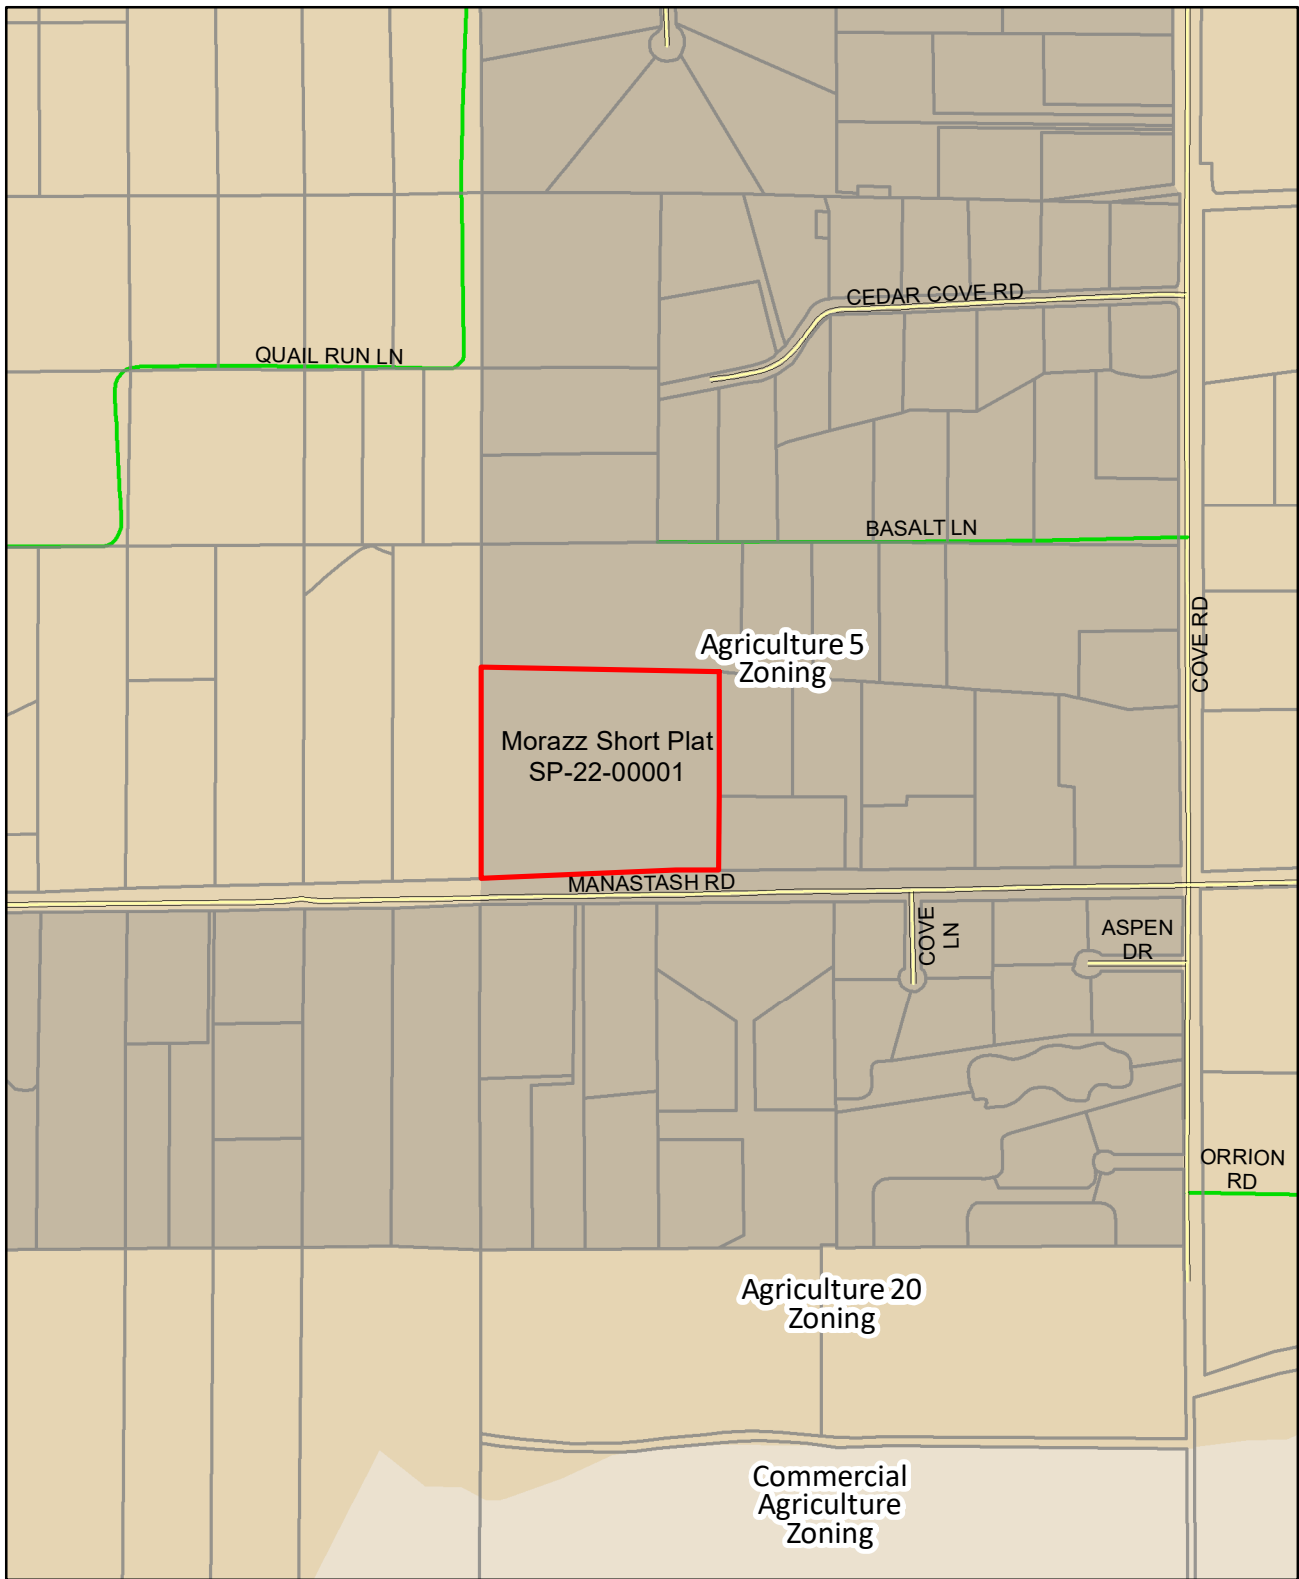 CEDAR COVE RD
QUAIL RUN LN
BASALT LN
COVE RD
Agriculture 5
Zoning
Morazz Short Plat
SP-22-00001
MANASTASH RD
COVE
LN
ASPEN
DR
ORRION
RD
Agriculture 20
Zoning
Commercial
Agriculture
Zoning